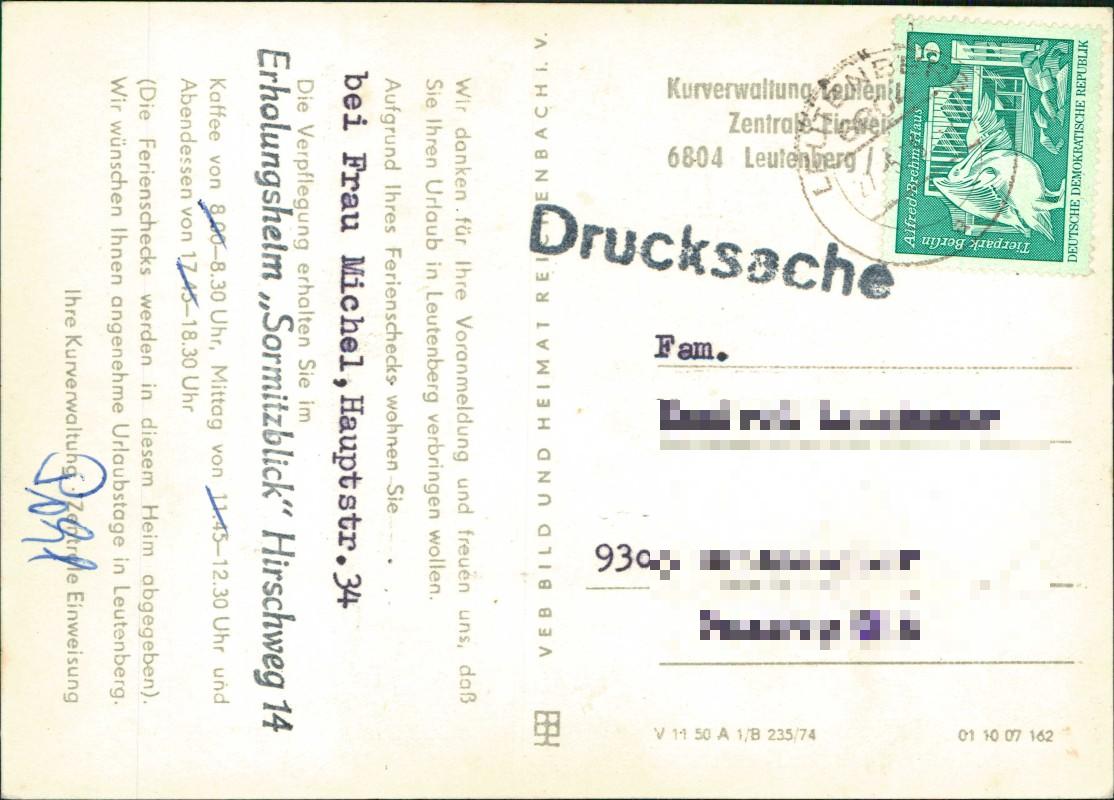 Wir danken für Ihre Voranmeldung und freuen uns, daß
Sie Ihren Urlaub in Leutenberg verbringen wollen.
Aufgrund Ihres Ferienschecks wohnen Sie . . .
bei Frau Michel, Hauptstr. 34
Die Verpflegung erhalten Sie im
Erholungsheim „Sormitzblick“ Hirschweg 14
Kaffee von 8.00–8.30 Uhr, Mittag von 11.45–12.30 Uhr und
Abendessen von 17.45–18.30 Uhr
(Die Ferienschecks werden in diesem Heim abgegeben).
Wir wünschen Ihnen angenehme Urlaubstage in Leutenberg.
Ihre Kurverwaltung, Zentrale Einweisung
VEB BILD UND HEIMAT REICHENBACH I. V.
Kurverwaltung Leutenb
Zentrale Einwei
6804 Leutenberg / T
LEUTENBERG
5
Alfred-Brehm-Haus
Tierpark Berlin
DEUTSCHE DEMOKRATISCHE REPUBLIK
Drucksache
Fam.
930
V 11 50 A 1/B 235/74
01 10 07 162